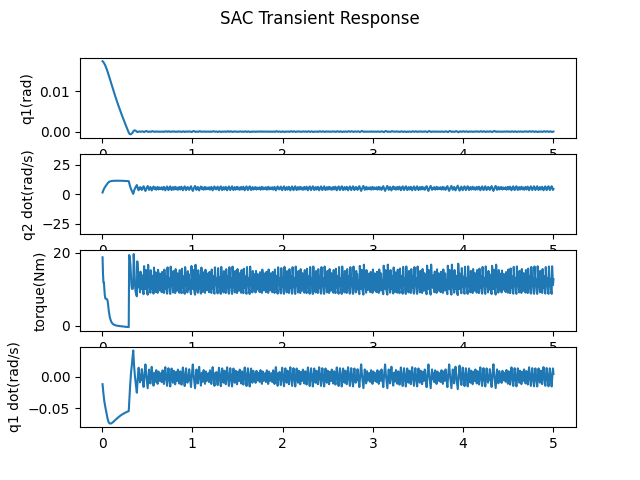 SAC Transient Response
q1(rad)
0.01
0.00
0 1 2 3 4 5
q2 dot(rad/s)
25
0
−25
0 1 2 3 4 5
torque(Nm)
20
0
0 1 2 3 4 5
q1 dot(rad/s)
0.00
−0.05
0 1 2 3 4 5